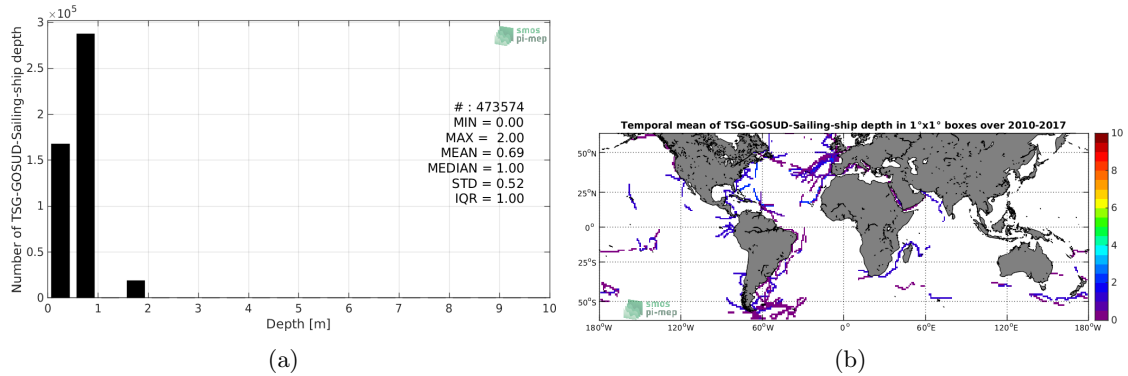 ×10⁵
3
2.5
2
1.5
1
0.5
0
0 1 2 3 4 5 6 7 8 9 10
Number of TSG-GOSUD-Sailing-ship depth
Depth [m]
smos
pi-mep
# : 473574
MIN = 0.00
MAX = 2.00
MEAN = 0.69
MEDIAN = 1.00
STD = 0.52
IQR = 1.00
(a)
Temporal mean of TSG-GOSUD-Sailing-ship depth in 1°x1° boxes over 2010-2017
50°N
25°N
0°
25°S
50°S
180°W 120°W 60°W 0° 60°E 120°E 180°W
smos
pi-mep
10
8
6
4
2
0
(b)